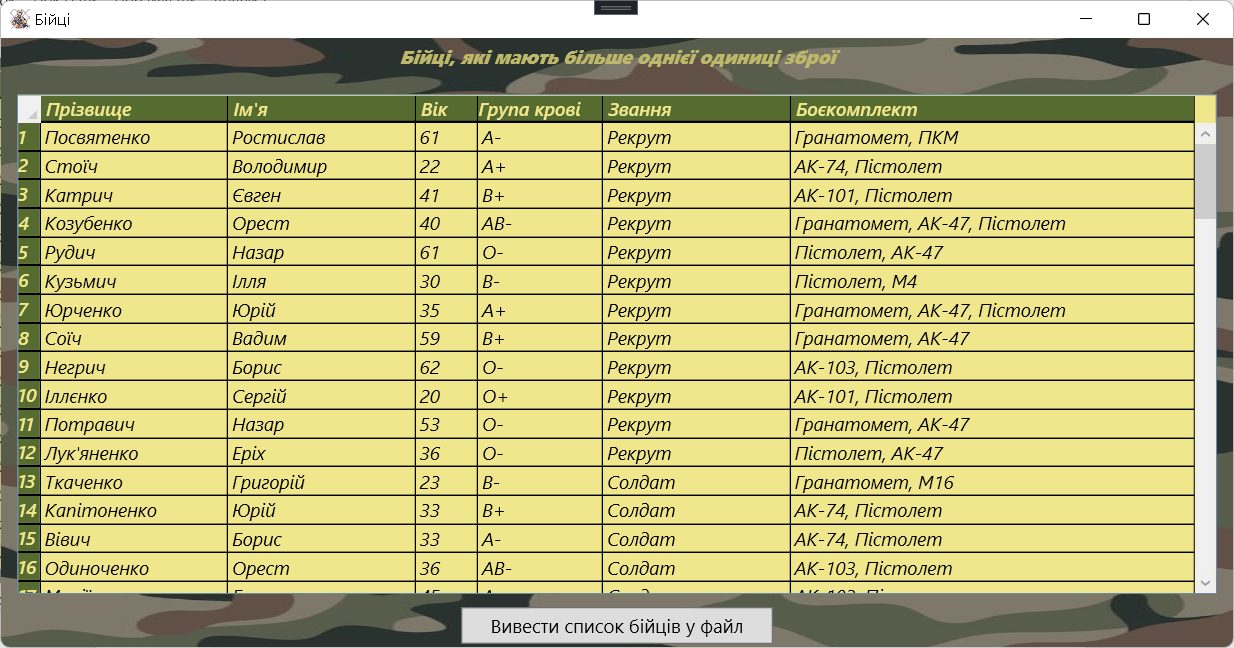 Бійці
Бійці, які мають більше однієї одиниці зброї
Прізвище Ім'я Вік Група крові Звання Боєкомплект
1 Посвятенко Ростислав 61 A- Рекрут Гранатомет, ПКМ
2 Стоїч Володимир 22 A+ Рекрут АК-74, Пістолет
3 Катрич Євген 41 B+ Рекрут АК-101, Пістолет
4 Козубенко Орест 40 AB- Рекрут Гранатомет, АК-47, Пістолет
5 Рудич Назар 61 O- Рекрут Пістолет, АК-47
6 Кузьмич Ілля 30 B- Рекрут Пістолет, М4
7 Юрченко Юрій 35 A+ Рекрут Гранатомет, АК-47, Пістолет
8 Соїч Вадим 59 B+ Рекрут Гранатомет, АК-47
9 Негрич Борис 62 O- Рекрут АК-103, Пістолет
10 Іллєнко Сергій 20 O+ Рекрут АК-101, Пістолет
11 Потравич Назар 53 O- Рекрут Гранатомет, АК-47
12 Лук'яненко Еріх 36 O- Рекрут Пістолет, АК-47
13 Ткаченко Григорій 23 B- Солдат Гранатомет, М16
14 Капітоненко Юрій 33 B+ Солдат АК-74, Пістолет
15 Вівич Борис 33 A- Солдат АК-74, Пістолет
16 Одиноченко Орест 36 AB- Солдат АК-103, Пістолет
Вивести список бійців у файл